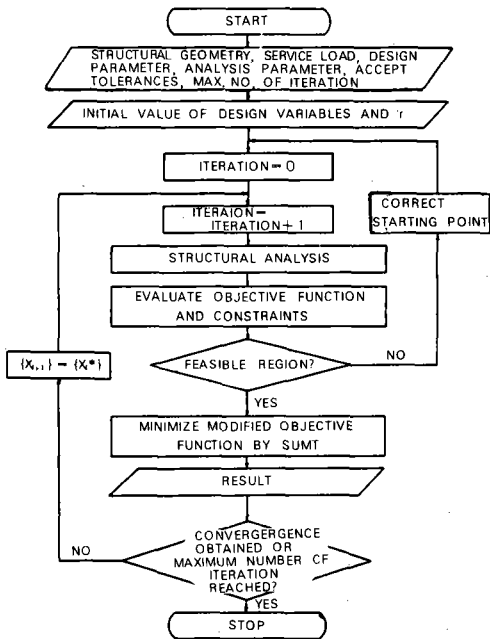 START
STRUCTURAL GEOMETRY, SERVICE LOAD, DESIGN
PARAMETER, ANALYSIS PARAMETER, ACCEPT
TOLERANCES, MAX, NO, OF ITERATION
INITIAL VALUE OF DESIGN VARIABLES AND r
ITERATION=0
CORRECT
STARTING POINT
ITERAION=
ITERATION+1
STRUCTURAL ANALYSIS
EVALUATE OBJECTIVE FUNCTION
AND CONSTRAINTS
FEASIBLE REGION?
NO
YES
MINIMIZE MODIFIED OBJECTIVE
FUNCTION BY SUMT
RESULT
CONVERGERGENCE
OBTAINED OR
MAXIMUM NUMBER CF
ITERATION
REACHED?
NO
YES
STOP